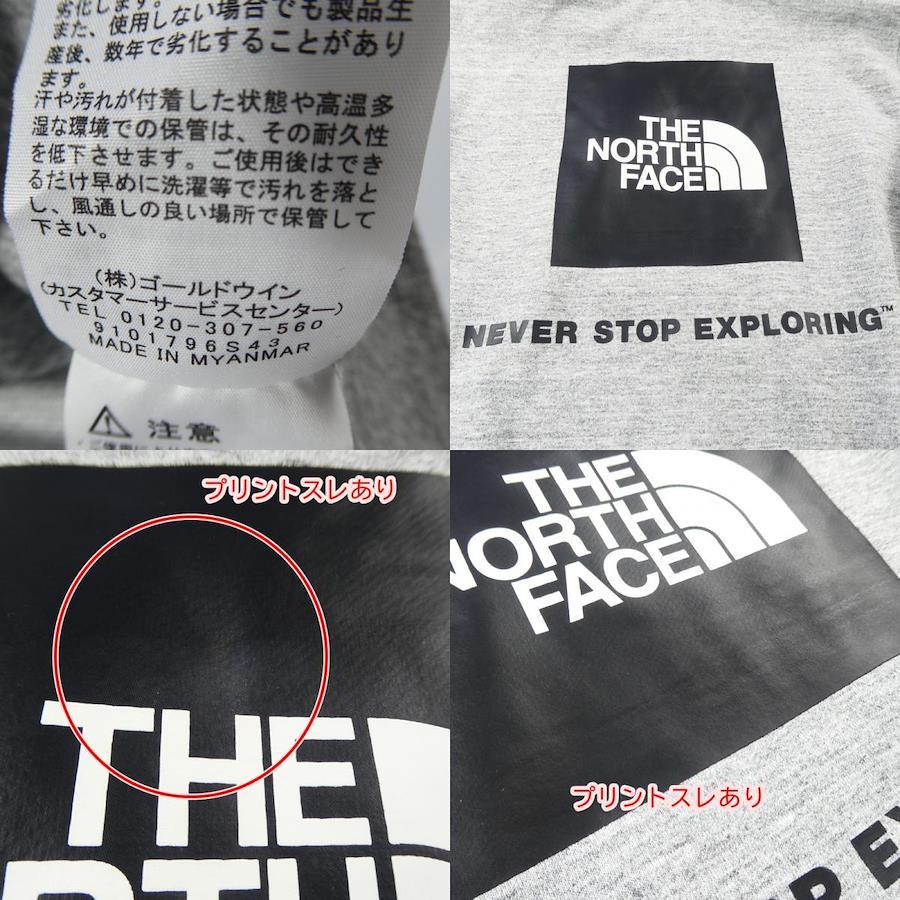 劣化します。
また、使用しない場合でも製品生
産後、数年で劣化することがあり
ます。
汗や汚れが付着した状態や高温多
湿な環境での保管は、その耐久性
を低下させます。ご使用後はでき
るだけ早めに洗濯等で汚れを落と
し、風通しの良い場所で保管して
下さい。
(株)ゴールドウイン
(カスタマーサービスセンター)
TEL 0120-307-560
9101796S43
MADE IN MYANMAR
注意
THE
NORTH
FACE
NEVER STOP EXPLORING™
プリントスレあり
THE
RTH
THE
NORTH
FACE
プリントスレあり
P EX